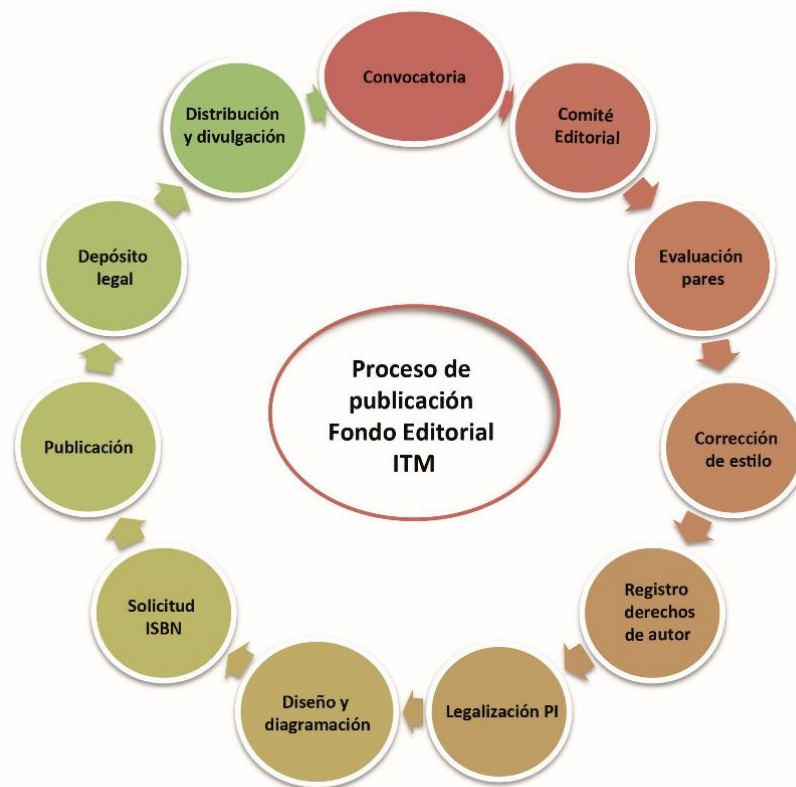 Convocatoria
Comité
Editorial
Evaluación
pares
Corrección
de estilo
Registro
derechos
de autor
Legalización PI
Diseño y
diagramación
Solicitud
ISBN
Publicación
Depósito
legal
Distribución
y divulgación
Proceso de
publicación
Fondo Editorial
ITM